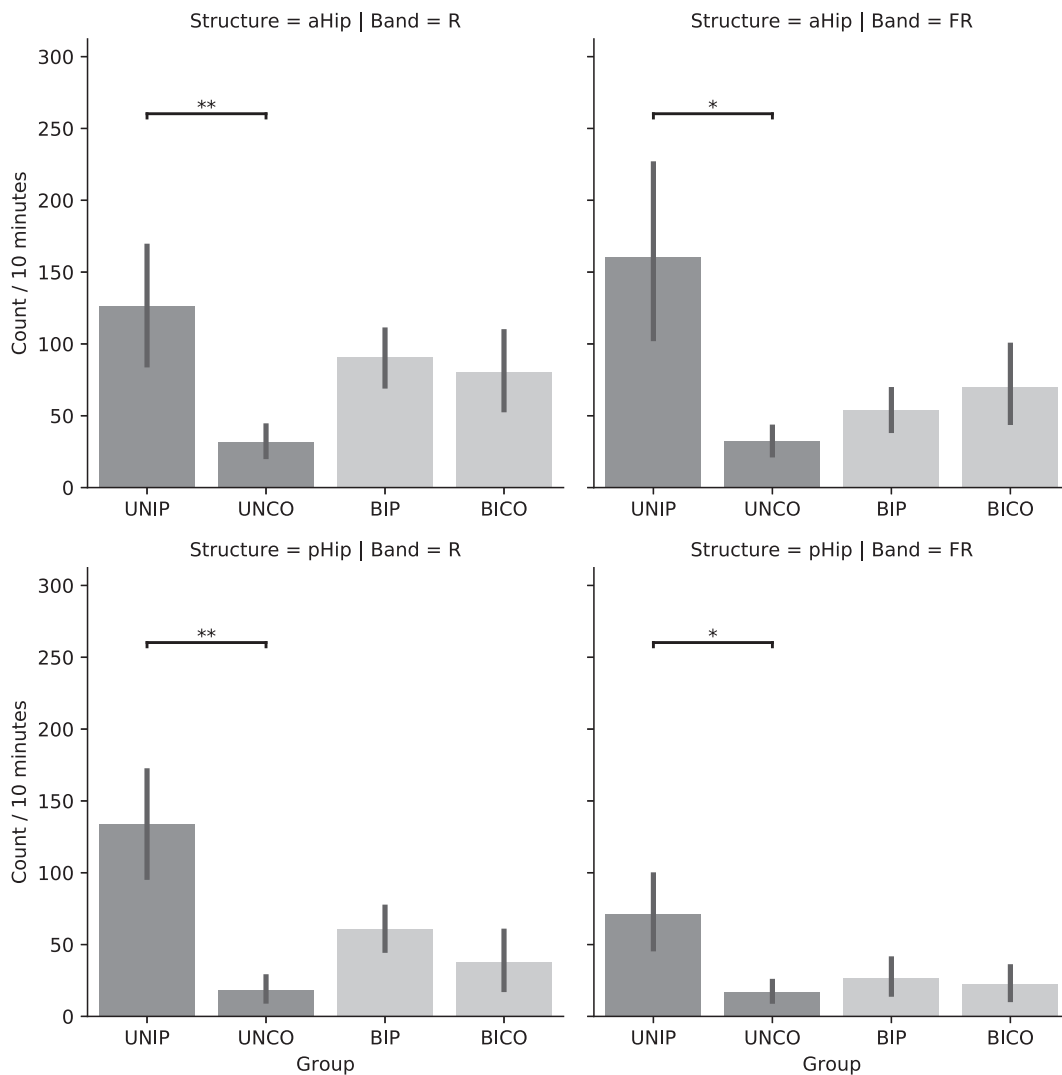 Structure = aHip | Band = R
Structure = aHip | Band = FR
300
250
200
150
100
50
0
Count / 10 minutes
**
*
UNIP UNCO BIP BICO
UNIP UNCO BIP BICO
Structure = pHip | Band = R
Structure = pHip | Band = FR
300
250
200
150
100
50
0
Count / 10 minutes
**
*
UNIP UNCO BIP BICO
UNIP UNCO BIP BICO
Group
Group